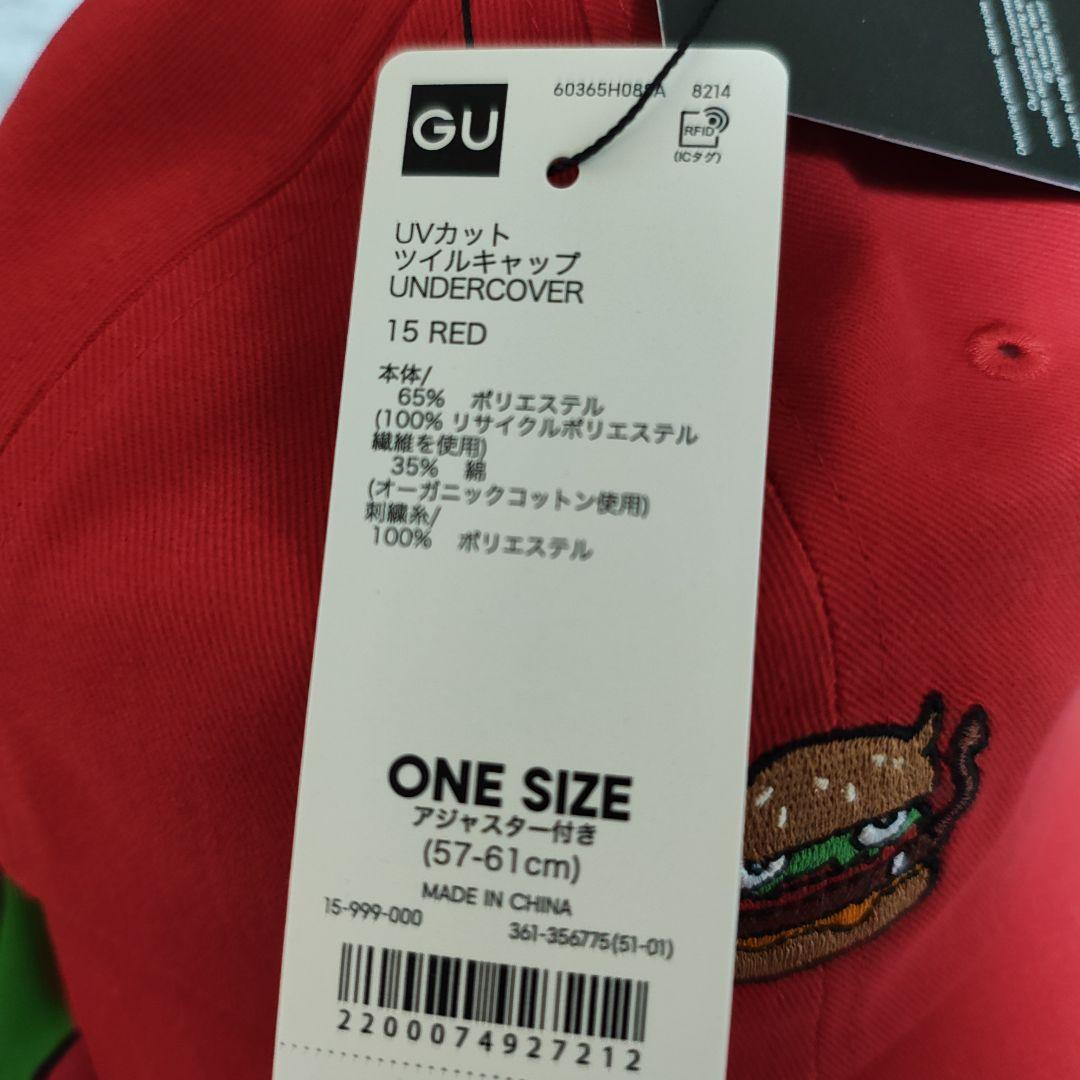 60365H088A 8214
GU
RFID
(ICタグ)
UVカット
ツイルキャップ
UNDERCOVER
15 RED
本体/
65% ポリエステル
(100% リサイクルポリエステル
繊維を使用)
35% 綿
(オーガニックコットン使用)
刺繍糸/
100% ポリエステル
ONE SIZE
アジャスター付き
(57-61cm)
MADE IN CHINA
15-999-000
361-356775(51-01)
2200074927212